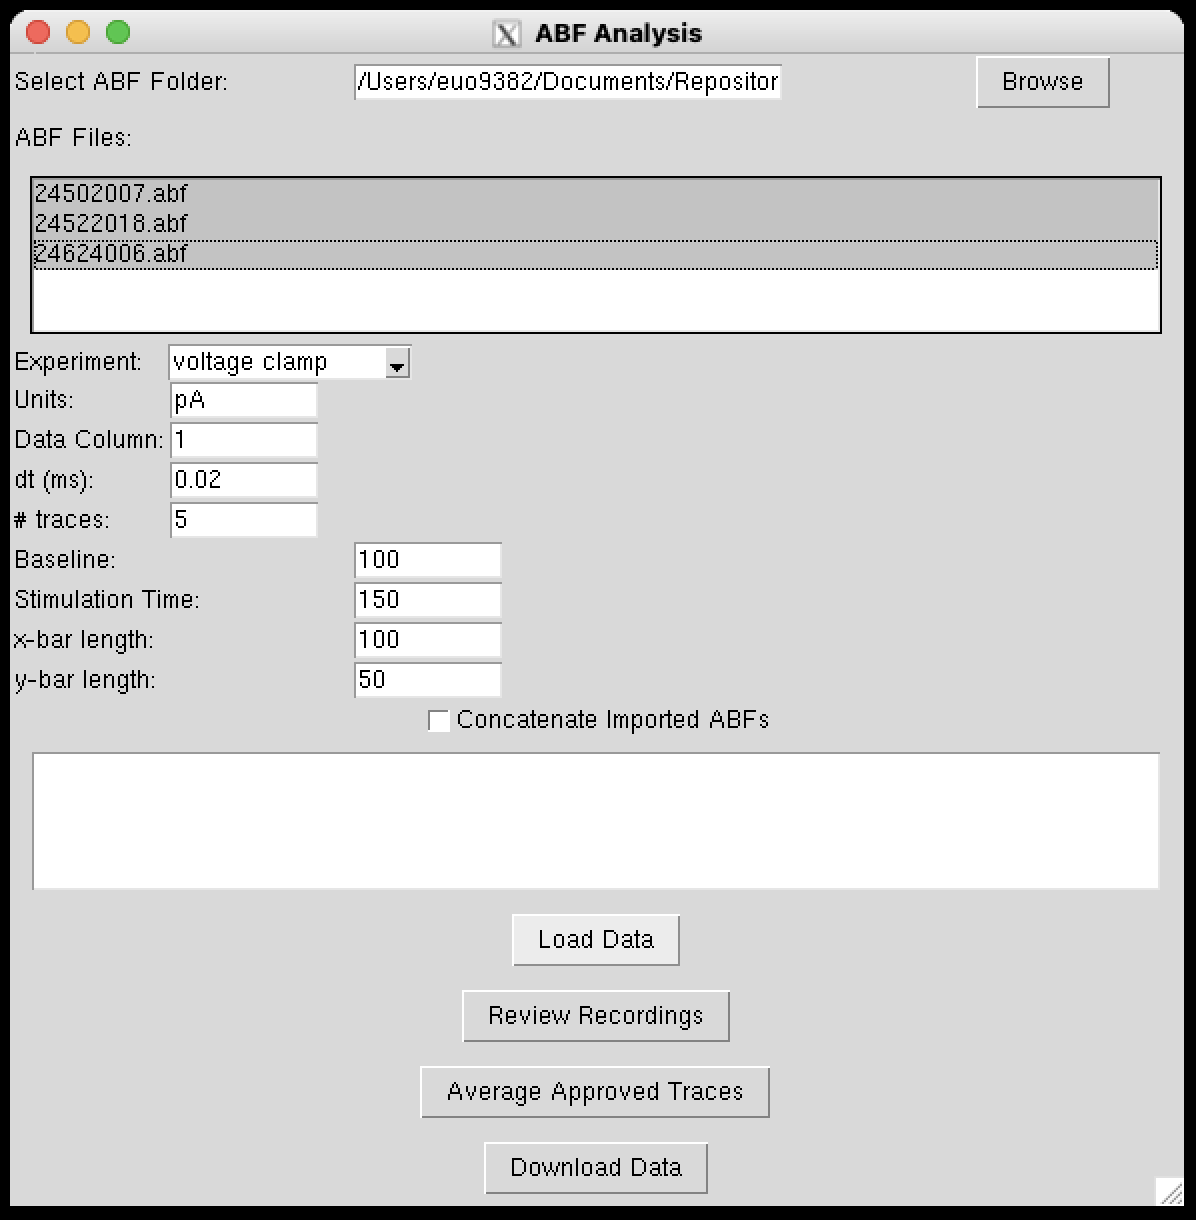 ABF Analysis
Select ABF Folder: /Users/euo9382/Documents/Repositor Browse
ABF Files:
24502007.abf
24522018.abf
24624006.abf
Experiment: voltage clamp
Units: pA
Data Column: 1
dt (ms): 0.02
# traces: 5
Baseline: 100
Stimulation Time: 150
x-bar length: 100
y-bar length: 50
Concatenate Imported ABFs
Load Data
Review Recordings
Average Approved Traces
Download Data